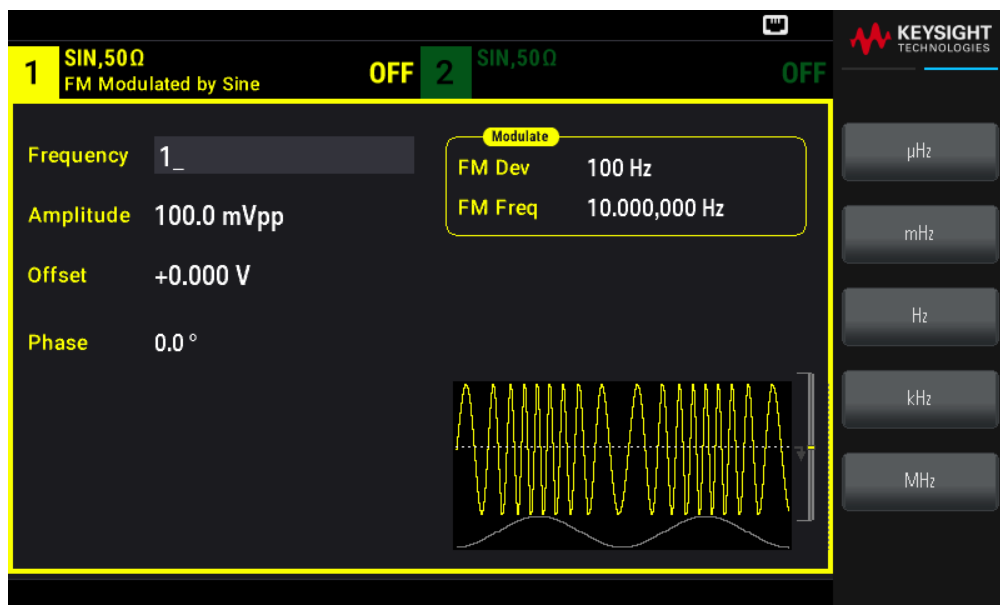 KEYSIGHT
TECHNOLOGIES
1 SIN,50Ω OFF
FM Modulated by Sine
2 SIN,50Ω OFF
Frequency 1_
Amplitude 100.0 mVpp
Offset +0.000 V
Phase 0.0 °
Modulate
FM Dev 100 Hz
FM Freq 10.000,000 Hz
µHz
mHz
Hz
kHz
MHz